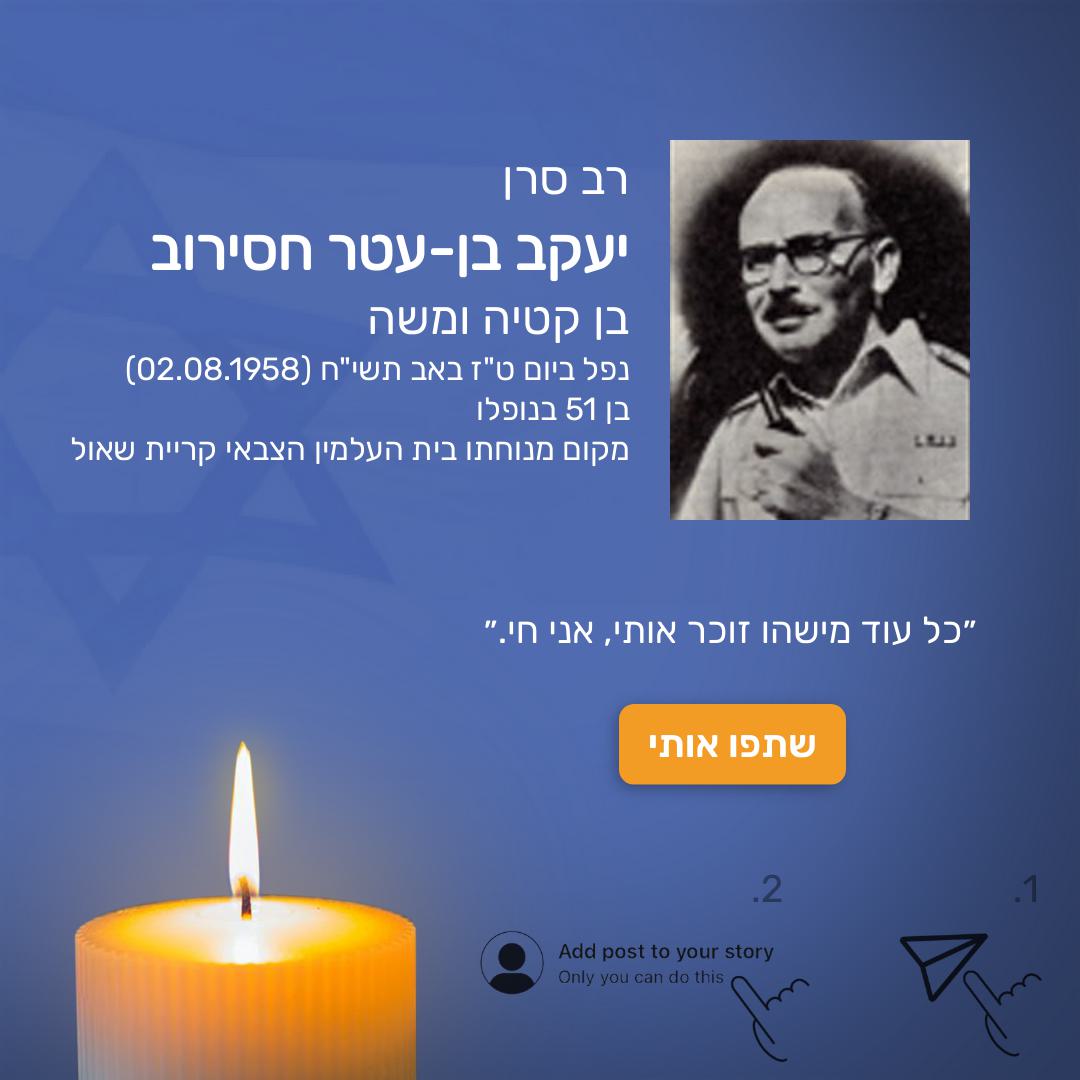 רב סרן
יעקב בן-עטר חסירוב
בן קטיה ומשה
נפל ביום ט"ז באב תשי"ח (02.08.1958)
בן 51 בנופלו
מקום מנוחתו בית העלמין הצבאי קריית שאול
״כל עוד מישהו זוכר אותי, אני חי.״
שתפו אותי
.1
.2
Add post to your story
Only you can do this